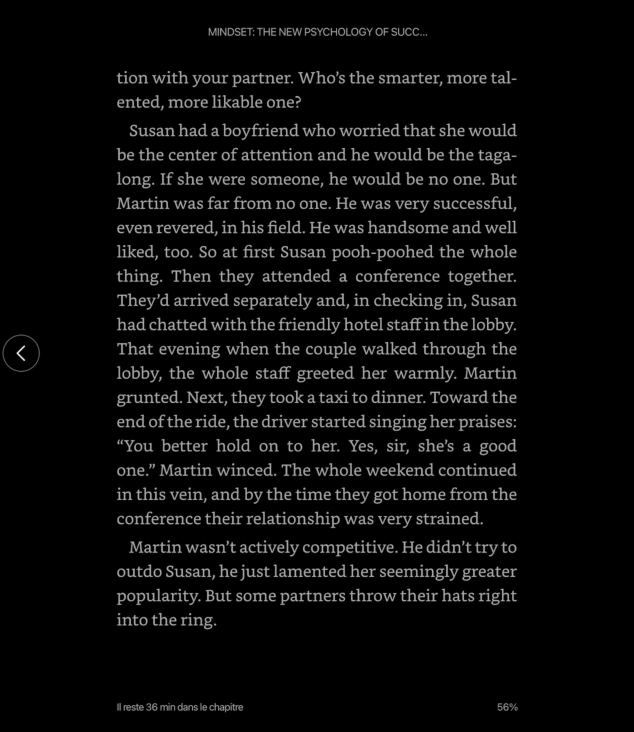 MINDSET: THE NEW PSYCHOLOGY OF SUCC...
tion with your partner. Who's the smarter, more tal-
ented, more likable one?
Susan had a boyfriend who worried that she would
be the center of attention and he would be the taga-
long. If she were someone, he would be no one. But
Martin was far from no one. He was very successful,
even revered, in his field. He was handsome and well
liked, too. So at first Susan pooh-poohed the whole
thing. Then they attended a conference together.
They'd arrived separately and, in checking in, Susan
had chatted with the friendly hotel staff in the lobby.
That evening when the couple walked through the
lobby, the whole staff greeted her warmly. Martin
grunted. Next, they took a taxi to dinner. Toward the
end of the ride, the driver started singing her praises:
“You better hold on to her. Yes, sir, she's a good
one.” Martin winced. The whole weekend continued
in this vein, and by the time they got home from the
conference their relationship was very strained.
Martin wasn't actively competitive. He didn't try to
outdo Susan, he just lamented her seemingly greater
popularity. But some partners throw their hats right
into the ring.
Il reste 36 min dans le chapitre
56%